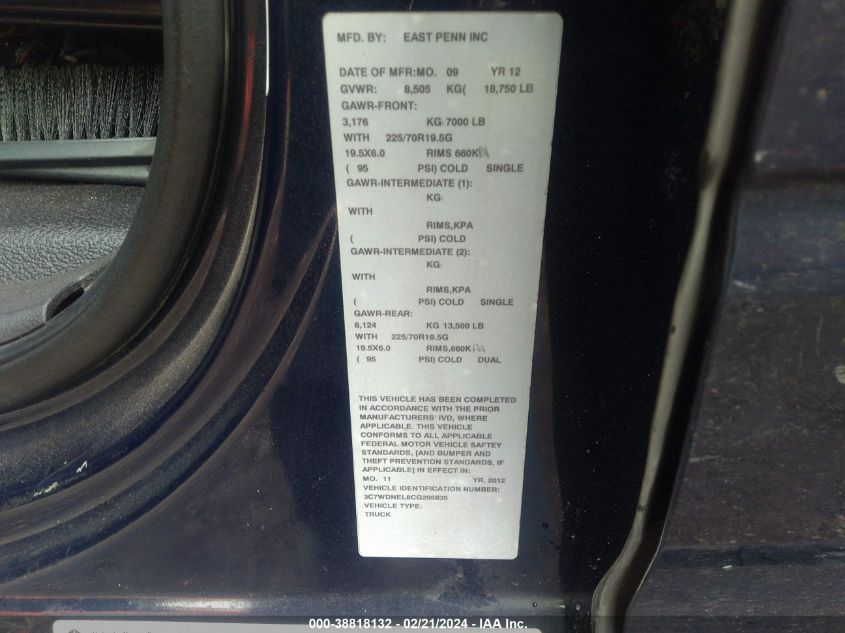 MFD. BY: EAST PENN INC
DATE OF MFR:MO. 09 YR 12
GVWR: 8,505 KG( 18,750 LB
GAWR-FRONT:
3,176 KG 7000 LB
WITH 225/70R19.5G
19.5X6.0 RIMS 660KPA
( 95 PSI) COLD SINGLE
GAWR-INTERMEDIATE (1):
KG
WITH
RIMS,KPA
( PSI) COLD
GAWR-INTERMEDIATE (2):
KG
WITH
RIMS,KPA
( PSI) COLD SINGLE
GAWR-REAR:
6,124 KG 13,500 LB
WITH 225/70R19.5G
19.5X6.0 RIMS,660KPA
( 95 PSI) COLD DUAL
THIS VEHICLE HAS BEEN COMPLETED
IN ACCORDANCE WITH THE PRIOR
MANUFACTURERS' IVD, WHERE
APPLICABLE. THIS VEHICLE
CONFORMS TO ALL APPLICABLE
FEDERAL MOTOR VEHICLE SAFTEY
STANDARDS, [AND BUMPER AND
THEFT PREVENTION STANDARDS, IF
APPLICABLE] IN EFFECT IN:
MO. 11 YR. 2012
VEHICLE IDENTIFICATION NUMBER:
3C7WDNEL8CG295835
VEHICLE TYPE:
TRUCK
000-38818132 - 02/21/2024 - IAA Inc.